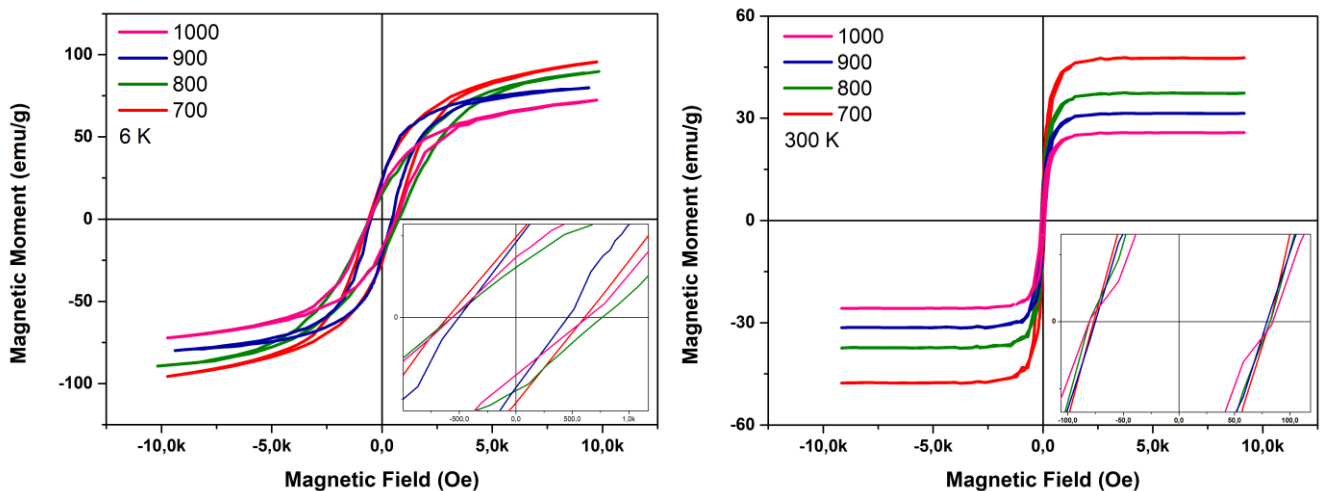 1000
900
800
700
6 K
Magnetic Moment (emu/g)
100
50
0
-50
-100
-10,0k -5,0k 0,0 5,0k 10,0k
Magnetic Field (Oe)
0
-500,0 0,0 500,0 1,0k
1000
900
800
700
300 K
Magnetic Moment (emu/g)
60
30
0
-30
-60
-10,0k -5,0k 0,0 5,0k 10,0k
Magnetic Field (Oe)
0
-100,0 -50,0 0,0 50,0 100,0